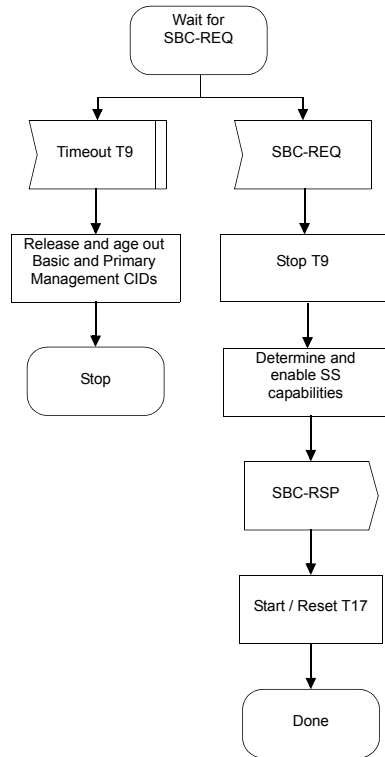 Wait for
SBC-REQ
Timeout T9
SBC-REQ
Release and age out
Basic and Primary
Management CIDs
Stop T9
Stop
Determine and
enable SS
capabilities
SBC-RSP
Start / Reset T17
Done